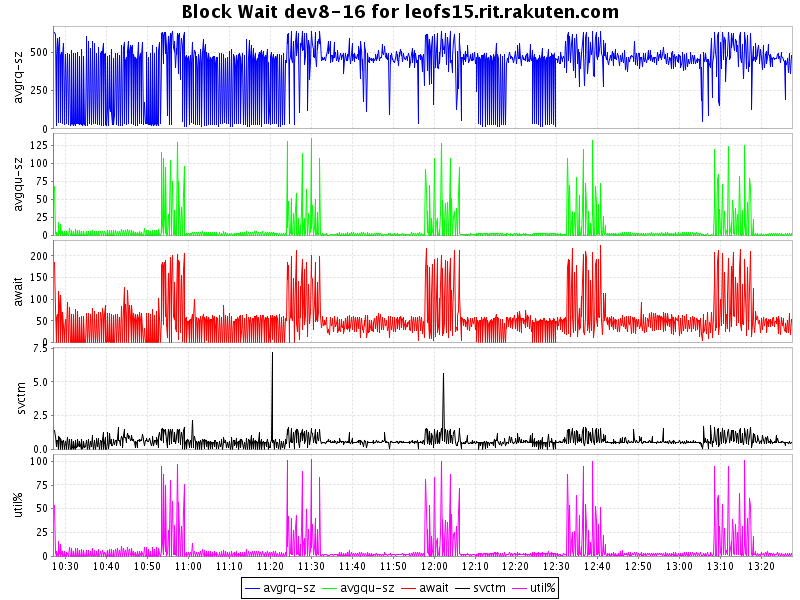 Block Wait dev8-16 for leofs15.rit.rakuten.com
avgrq-sz
500
250
0
avgqu-sz
125
100
75
50
25
0
await
200
150
100
50
0
svctm
7.5
5.0
2.5
0.0
util%
100
75
50
25
0
10:30 10:40 10:50 11:00 11:10 11:20 11:30 11:40 11:50 12:00 12:10 12:20 12:30 12:40 12:50 13:00 13:10 13:20
avgrq-sz avgqu-sz await svctm util%